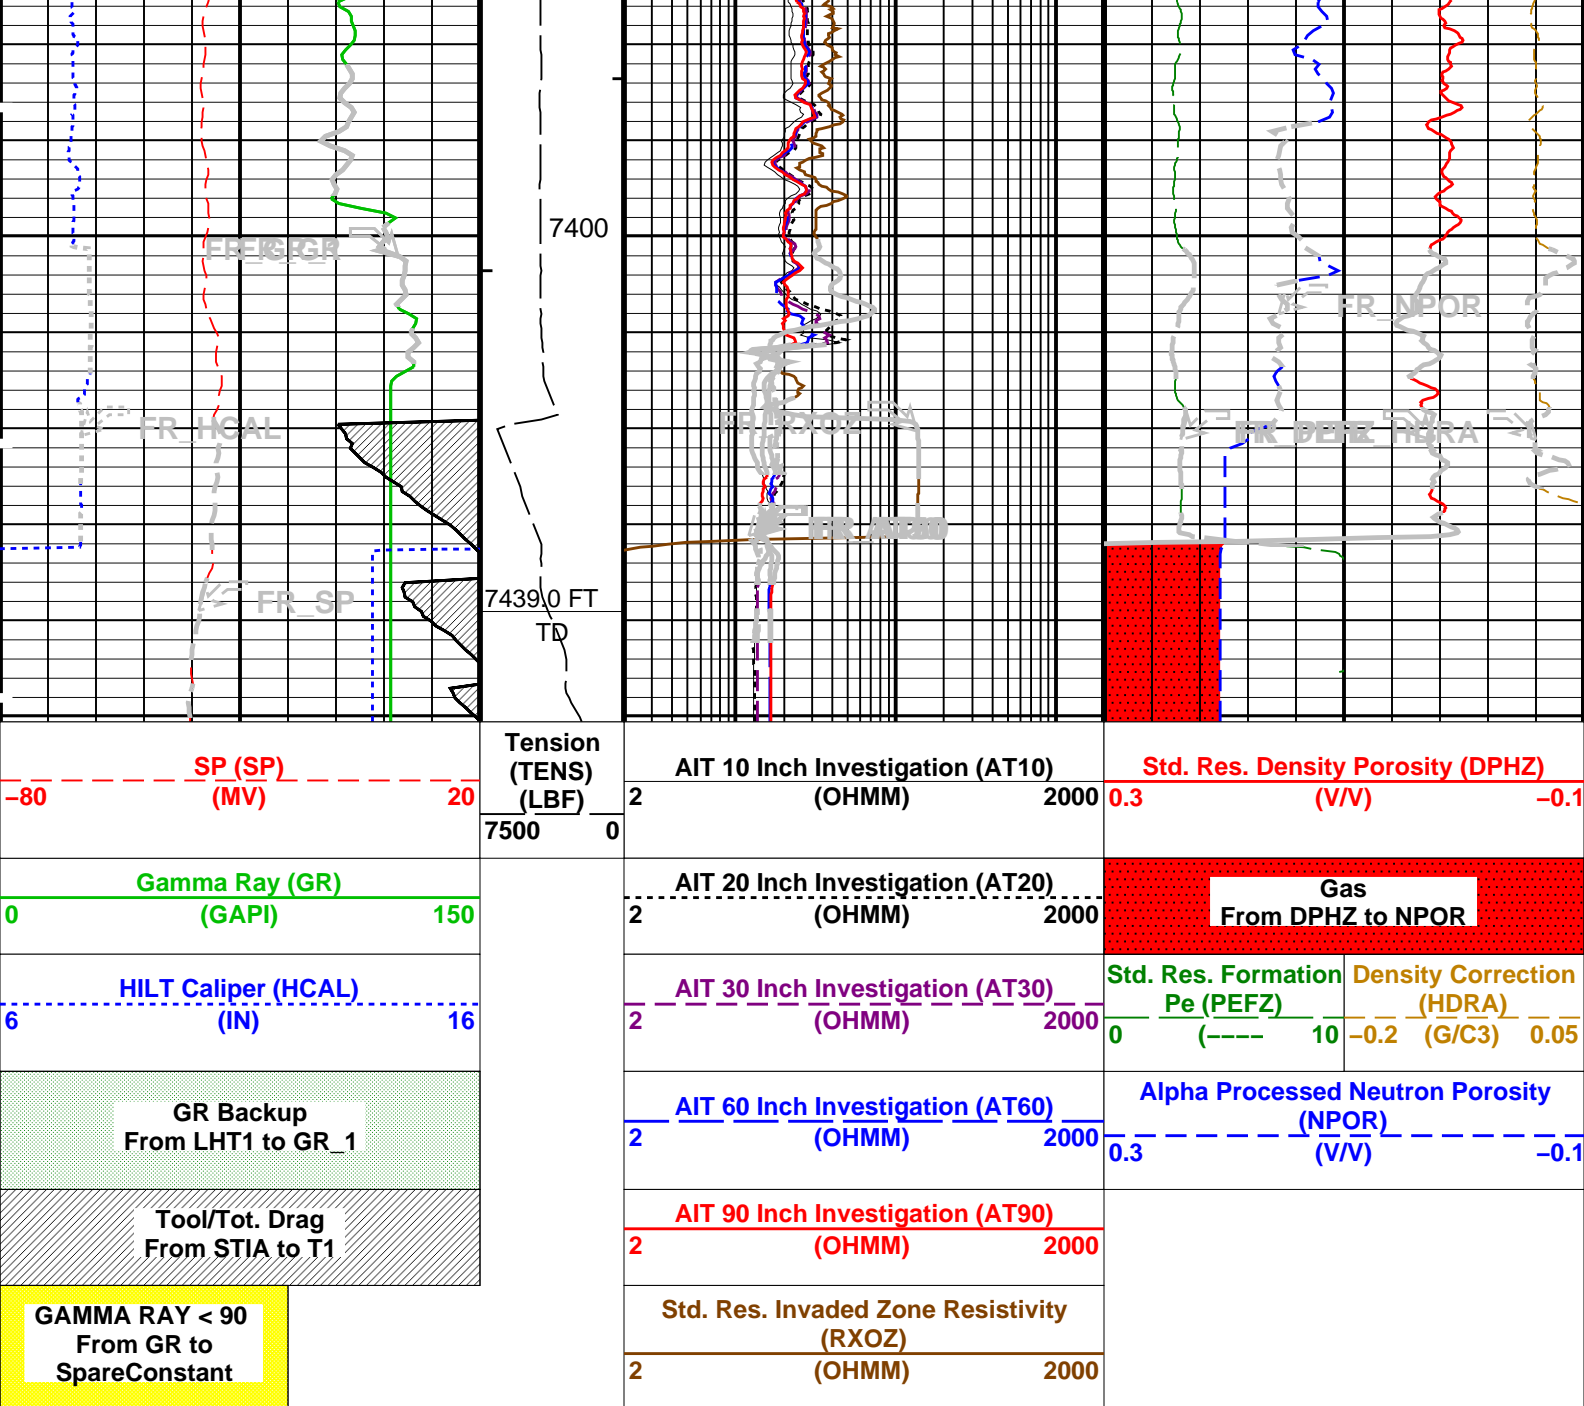 7400
FR_NPOR
FR_HCAL
FR_RXOZ
HDRA
FR_SP
7439.0 FT
TD
SP (SP)
−80 (MV) 20
Tension
(TENS)
(LBF)
7500 0
AIT 10 Inch Investigation (AT10)
2 (OHMM) 2000
Std. Res. Density Porosity (DPHZ)
0.3 (V/V) −0.1
Gamma Ray (GR)
0 (GAPI) 150
AIT 20 Inch Investigation (AT20)
2 (OHMM) 2000
Gas
From DPHZ to NPOR
HILT Caliper (HCAL)
6 (IN) 16
AIT 30 Inch Investigation (AT30)
2 (OHMM) 2000
Std. Res. Formation
Pe (PEFZ)
0 (−−−− 10
Density Correction
(HDRA)
−0.2 (G/C3) 0.05
GR Backup
From LHT1 to GR_1
AIT 60 Inch Investigation (AT60)
2 (OHMM) 2000
Alpha Processed Neutron Porosity
(NPOR)
0.3 (V/V) −0.1
Tool/Tot. Drag
From STIA to T1
AIT 90 Inch Investigation (AT90)
2 (OHMM) 2000
GAMMA RAY < 90
From GR to
SpareConstant
Std. Res. Invaded Zone Resistivity
(RXOZ)
2 (OHMM) 2000